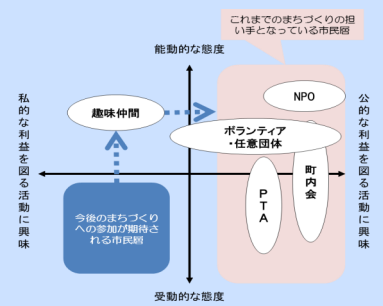 これまでのまちづくりの担
い手となっている市民層
能動的な態度
NPO
趣味仲間
ボランティア
・任意団体
私的な利益を図る活動に興味
公的な利益を図る活動に興味
町内会
PTA
今後のまちづくり
への参加が期待さ
れる市民層
受動的な態度